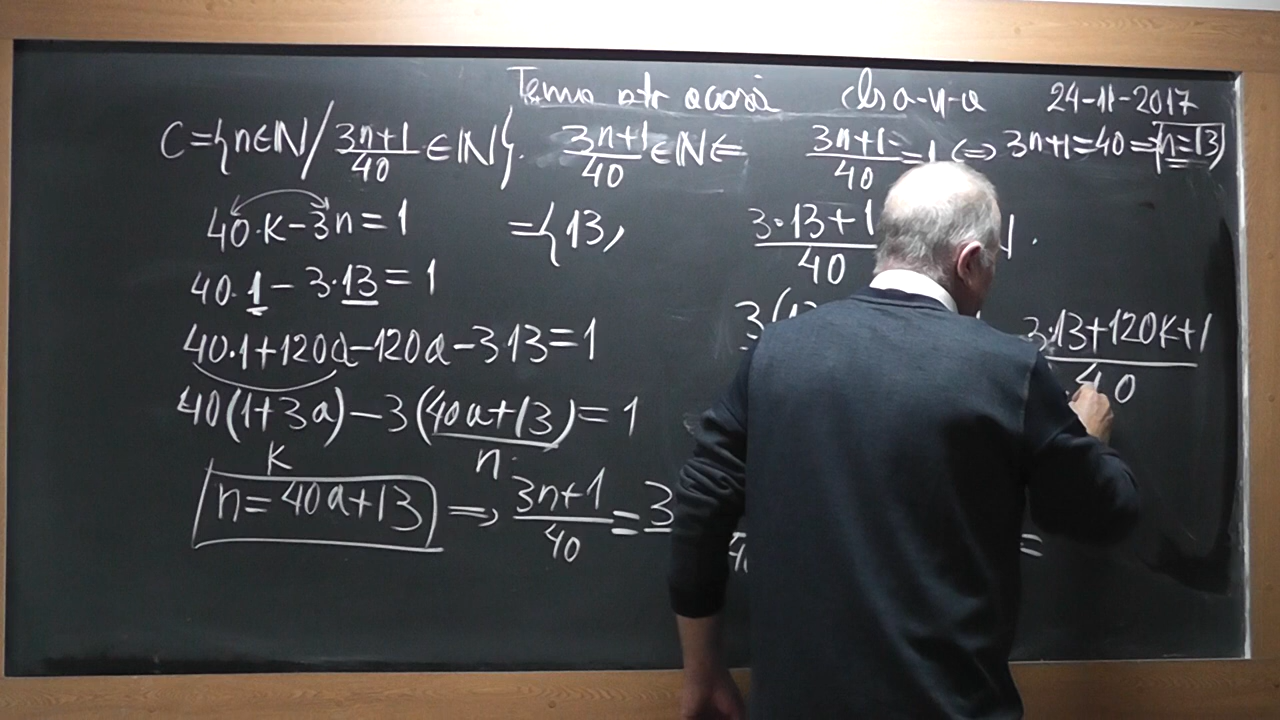 Tema ptr acasă cls a-V-a 24-11-2017
C={n∈ℕ/ (3n+1)/40 ∈ℕ}. (3n+1)/40 ∈ℕ ⇐ (3n+1)/40 =1 ⇔ 3n+1=40 ⇒ n=13
40·k-3n=1 ={13, (3·13+1)/40
40·1-3·13=1
40·1+120a-120a-3·13=1 3( (3·13+120k+1)/40
40(1+3a)-3(40a+13)=1
k n
n=40a+13 ⇒ (3n+1)/40 = 3 =